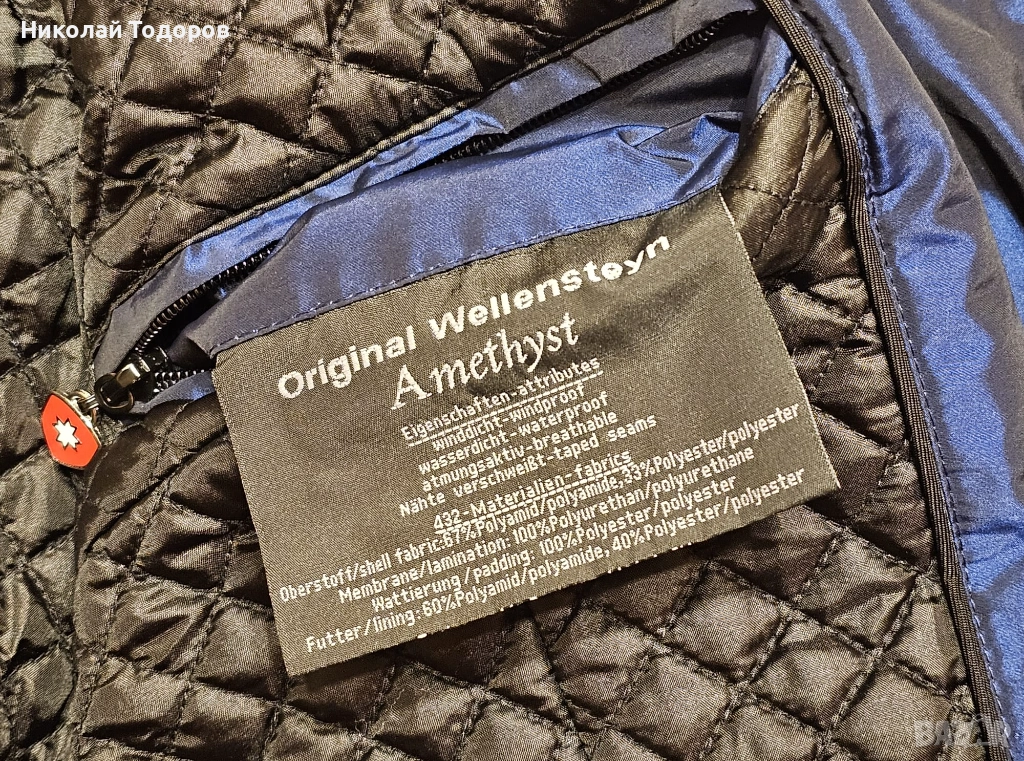 Николай Тодоров
Original Wellensteyn
Amethyst
Eigenschaften-attributes
winddicht-windproof
wasserdicht-waterproof
atmungsaktiv-breathable
Nähte verschweißt-taped seams
432-Materialien-fabrics
Oberstoff/shell fabric:67%Polyamid/polyamide,33%Polyester/polyester
Membrane/lamination:100%Polyurethan/polyurethane
Wattierung/padding:100%Polyester/polyester
Futter/lining:60%Polyamid/polyamide,40%Polyester/polyester